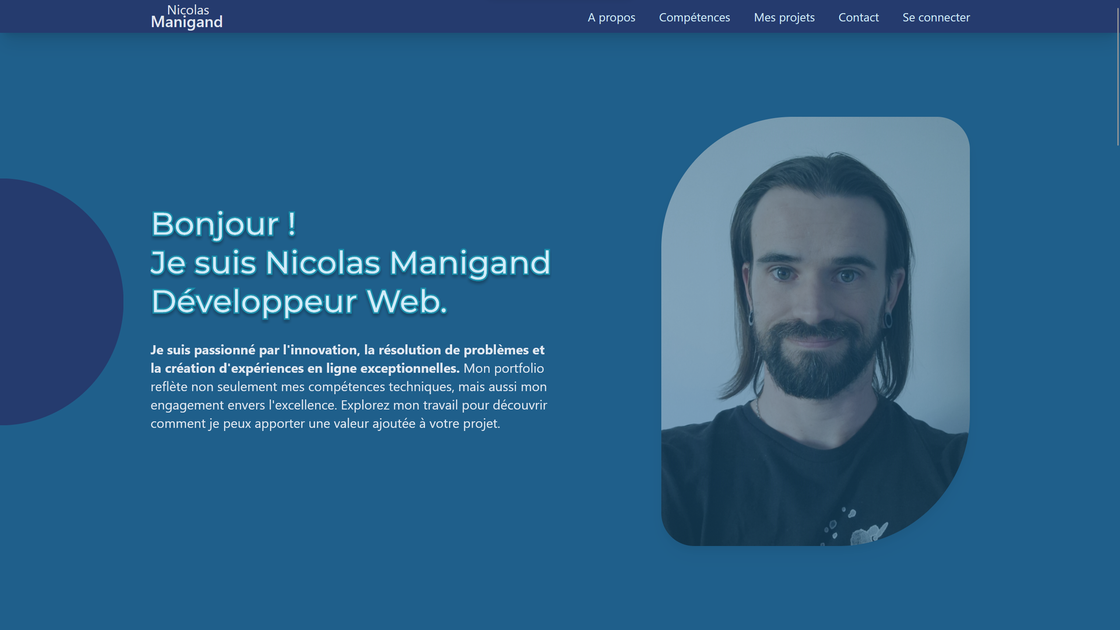 Nicolas
Manigand
A propos
Compétences
Mes projets
Contact
Se connecter
Bonjour !
Je suis Nicolas Manigand
Développeur Web.
Je suis passionné par l'innovation, la résolution de problèmes et
la création d'expériences en ligne exceptionnelles. Mon portfolio
reflète non seulement mes compétences techniques, mais aussi mon
engagement envers l'excellence. Explorez mon travail pour découvrir
comment je peux apporter une valeur ajoutée à votre projet.